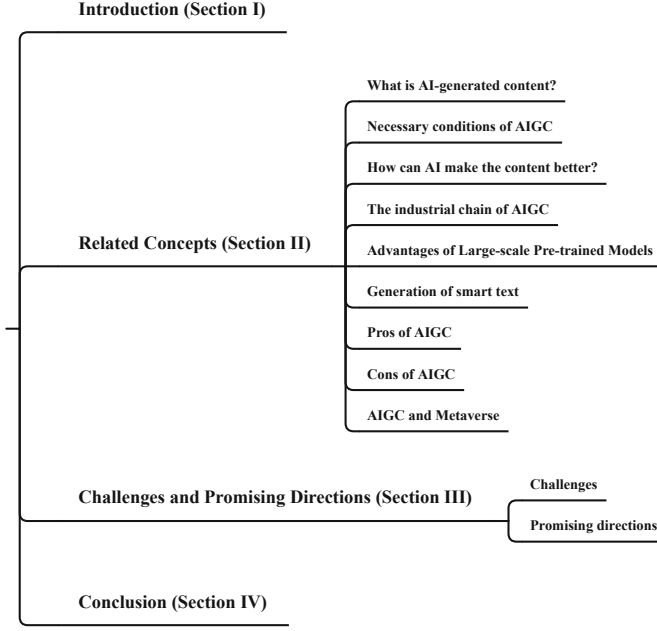 Introduction (Section I)
Related Concepts (Section II)
What is AI-generated content?
Necessary conditions of AIGC
How can AI make the content better?
The industrial chain of AIGC
Advantages of Large-scale Pre-trained Models
Generation of smart text
Pros of AIGC
Cons of AIGC
AIGC and Metaverse
Challenges and Promising Directions (Section III)
Challenges
Promising directions
Conclusion (Section IV)